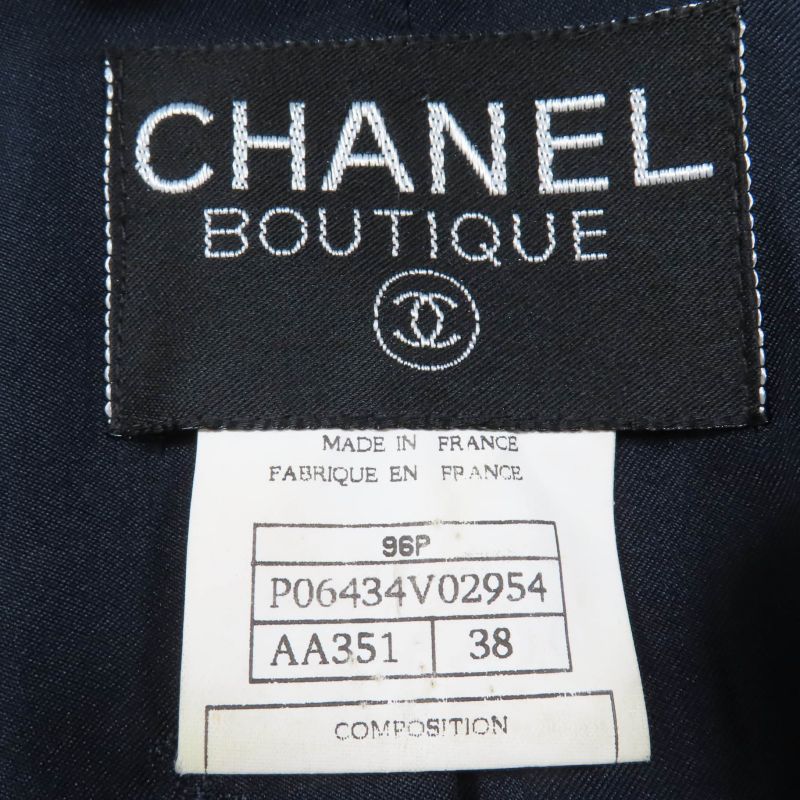 CHANEL
BOUTIQUE
MADE IN FRANCE
FABRIQUE EN FRANCE
96P
P06434V02954
AA351 38
COMPOSITION